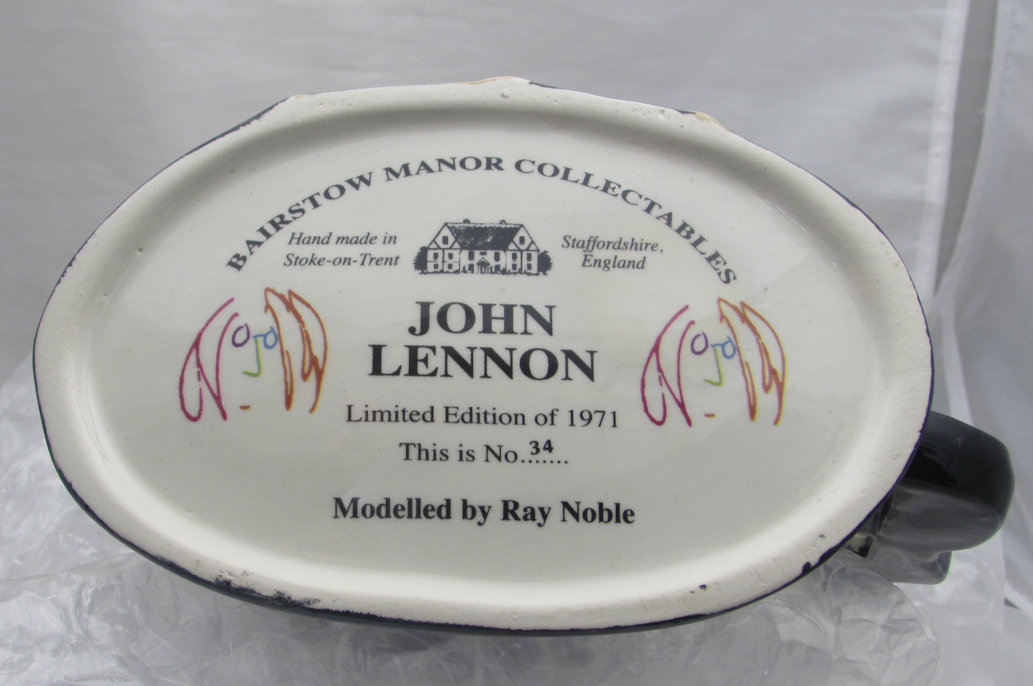 BAIRSTOW MANOR COLLECTABLES
Hand made in
Stoke-on-Trent
Staffordshire,
England
JOHN
LENNON
Limited Edition of 1971
This is No.34......
Modelled by Ray Noble